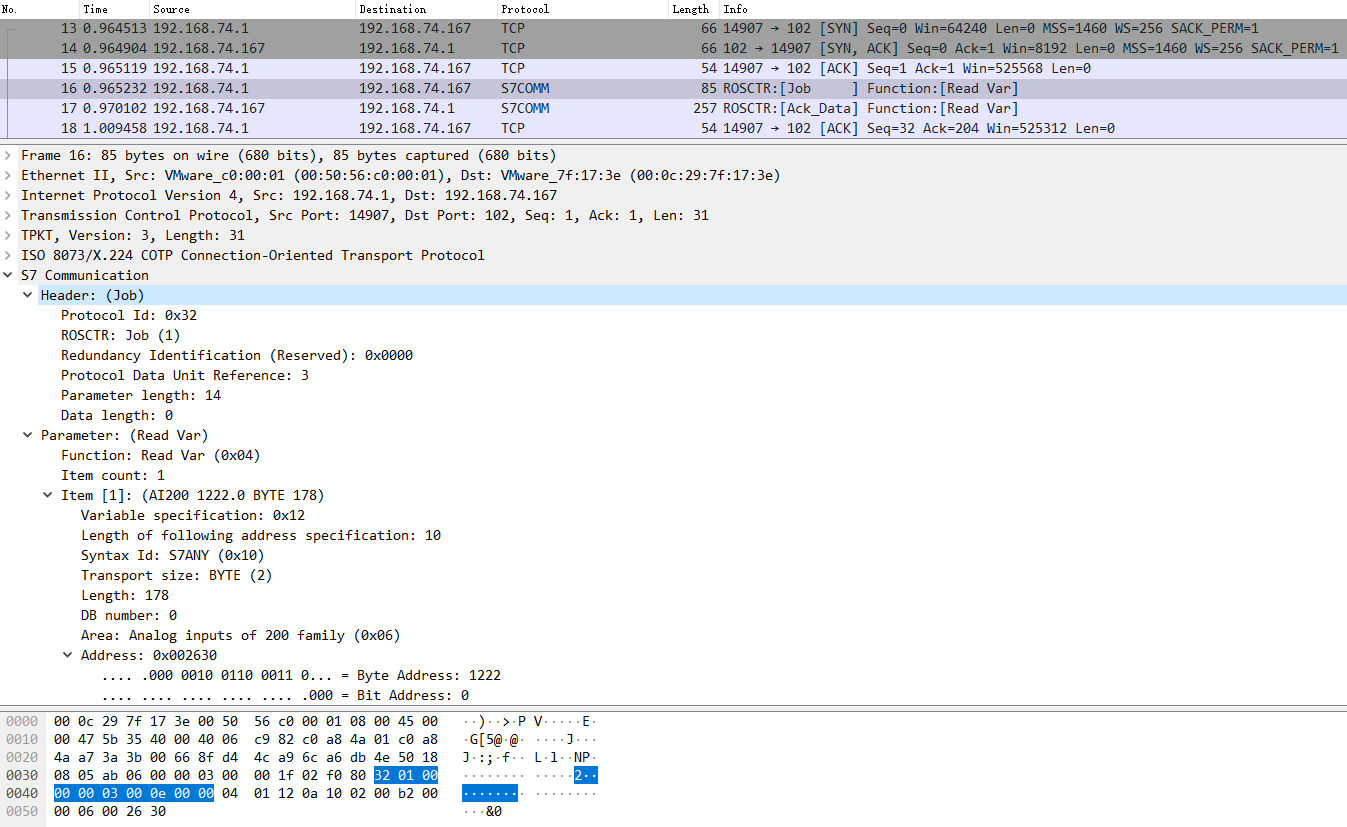 No. Time Source Destination Protocol Length Info
13 0.964513 192.168.74.1 192.168.74.167 TCP 66 14907 → 102 [SYN] Seq=0 Win=64240 Len=0 MSS=1460 WS=256 SACK_PERM=1
14 0.964904 192.168.74.167 192.168.74.1 TCP 66 102 → 14907 [SYN, ACK] Seq=0 Ack=1 Win=8192 Len=0 MSS=1460 WS=256 SACK_PERM=1
15 0.965119 192.168.74.1 192.168.74.167 TCP 54 14907 → 102 [ACK] Seq=1 Ack=1 Win=525568 Len=0
16 0.965232 192.168.74.1 192.168.74.167 S7COMM 85 ROSCTR:[Job     ] Function:[Read Var]
17 0.970102 192.168.74.167 192.168.74.1 S7COMM 257 ROSCTR:[Ack_Data] Function:[Read Var]
18 1.009458 192.168.74.1 192.168.74.167 TCP 54 14907 → 102 [ACK] Seq=32 Ack=204 Win=525312 Len=0
Frame 16: 85 bytes on wire (680 bits), 85 bytes captured (680 bits)
Ethernet II, Src: VMware_c0:00:01 (00:50:56:c0:00:01), Dst: VMware_7f:17:3e (00:0c:29:7f:17:3e)
Internet Protocol Version 4, Src: 192.168.74.1, Dst: 192.168.74.167
Transmission Control Protocol, Src Port: 14907, Dst Port: 102, Seq: 1, Ack: 1, Len: 31
TPKT, Version: 3, Length: 31
ISO 8073/X.224 COTP Connection-Oriented Transport Protocol
S7 Communication
Header: (Job)
Protocol Id: 0x32
ROSCTR: Job (1)
Redundancy Identification (Reserved): 0x0000
Protocol Data Unit Reference: 3
Parameter length: 14
Data length: 0
Parameter: (Read Var)
Function: Read Var (0x04)
Item count: 1
Item [1]: (AI200 1222.0 BYTE 178)
Variable specification: 0x12
Length of following address specification: 10
Syntax Id: S7ANY (0x10)
Transport size: BYTE (2)
Length: 178
DB number: 0
Area: Analog inputs of 200 family (0x06)
Address: 0x002630
.... .000 0010 0110 0011 0... = Byte Address: 1222
.... .... .... .... .... .000 = Bit Address: 0
0000 00 0c 29 7f 17 3e 00 50 56 c0 00 01 08 00 45 00 ··)··>·P V·····E·
0010 00 47 5b 35 40 00 40 06 c9 82 c0 a8 4a 01 c0 a8 ·G[5@·@· ····J···
0020 4a a7 3a 3b 00 66 8f d4 4c a9 6c a6 db 4e 50 18 J·:;·f·· L·l··NP·
0030 08 05 ab 06 00 00 03 00 00 1f 02 f0 80 32 01 00 ········ ·····2··
0040 00 00 03 00 0e 00 00 04 01 12 0a 10 02 00 b2 00 ········ ········
0050 00 06 00 26 30 ···&0